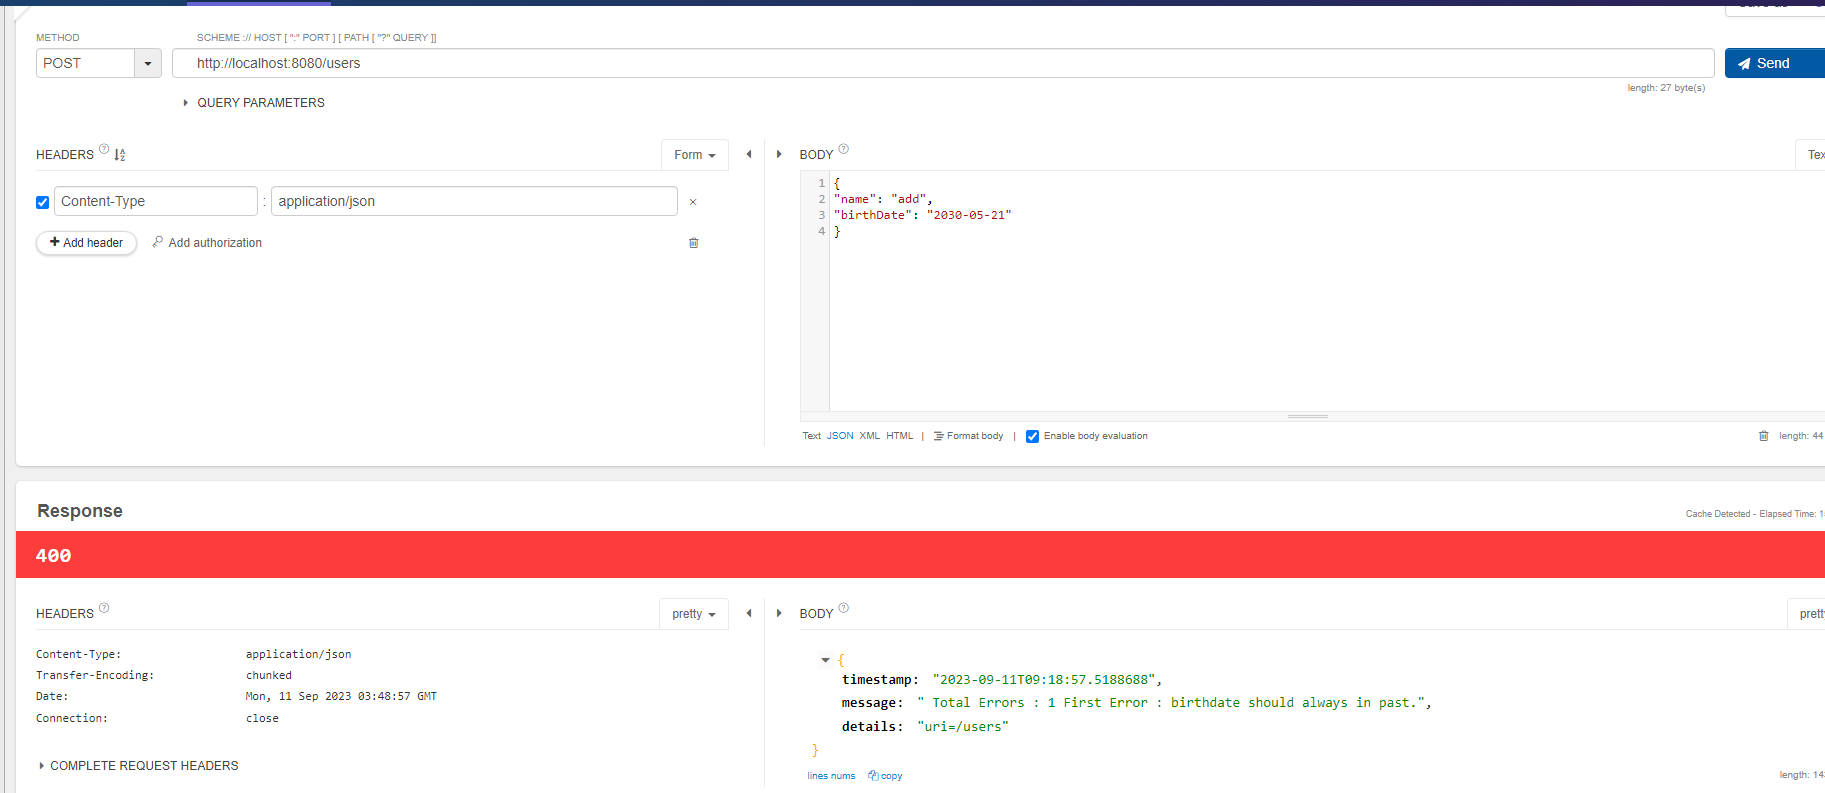 METHOD
SCHEME :// HOST [ ":" PORT ] [ PATH [ "?" QUERY ]]
POST
http://localhost:8080/users
Send
length: 27 byte(s)
QUERY PARAMETERS
HEADERS ? A Z
Form
BODY ?
1 {
2 "name": "add",
3 "birthDate": "2030-05-21"
4 }
Content-Type : application/json ×
+ Add header
Add authorization
Text JSON XML HTML | Format body | Enable body evaluation
length: 44
Response
Cache Detected - Elapsed Time:
400
HEADERS ?
pretty
BODY ?
Content-Type: application/json
Transfer-Encoding: chunked
Date: Mon, 11 Sep 2023 03:48:57 GMT
Connection: close
COMPLETE REQUEST HEADERS
{
timestamp: "2023-09-11T09:18:57.5188688",
message: " Total Errors : 1 First Error : birthdate should always in past.",
details: "uri=/users"
}
lines nums copy
length: